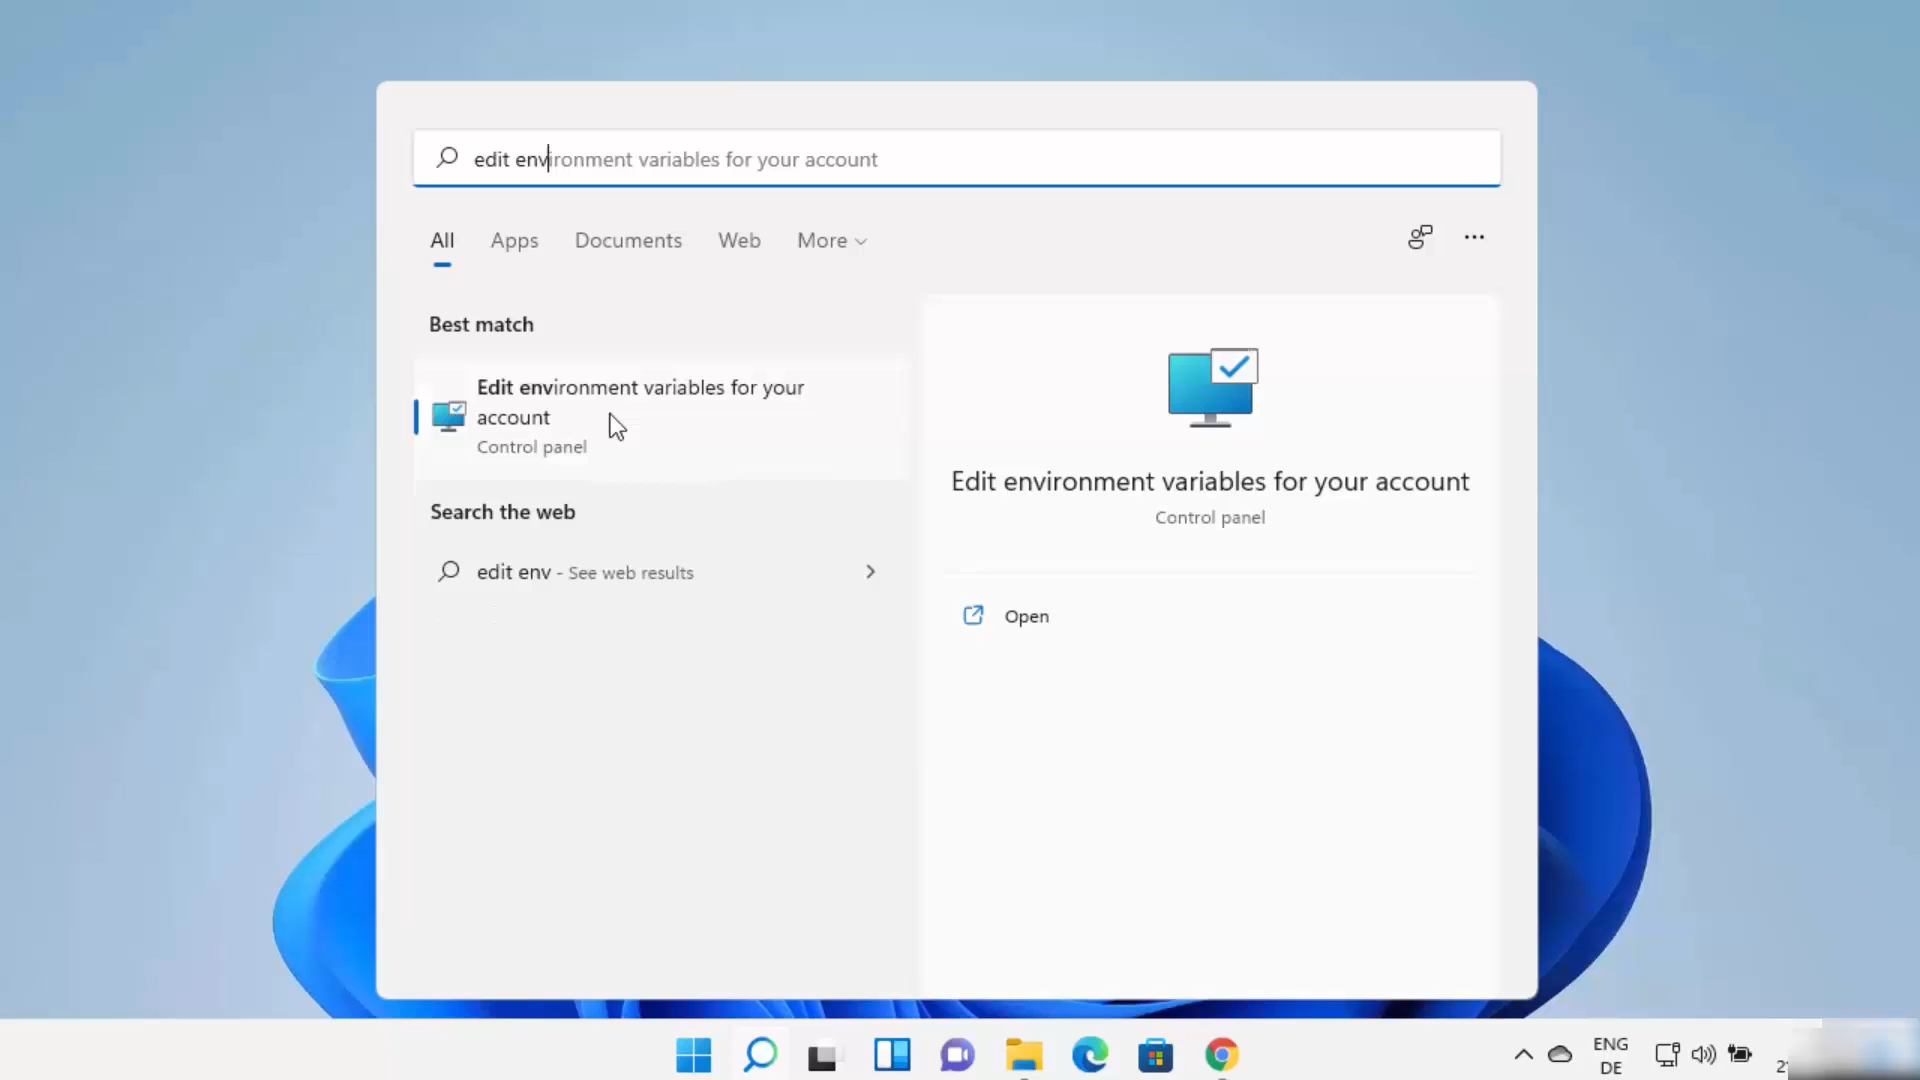 edit environment variables for your account
All Apps Documents Web More
Best match
Edit environment variables for your
account
Control panel
Search the web
edit env - See web results
Edit environment variables for your account
Control panel
Open
ENG
DE